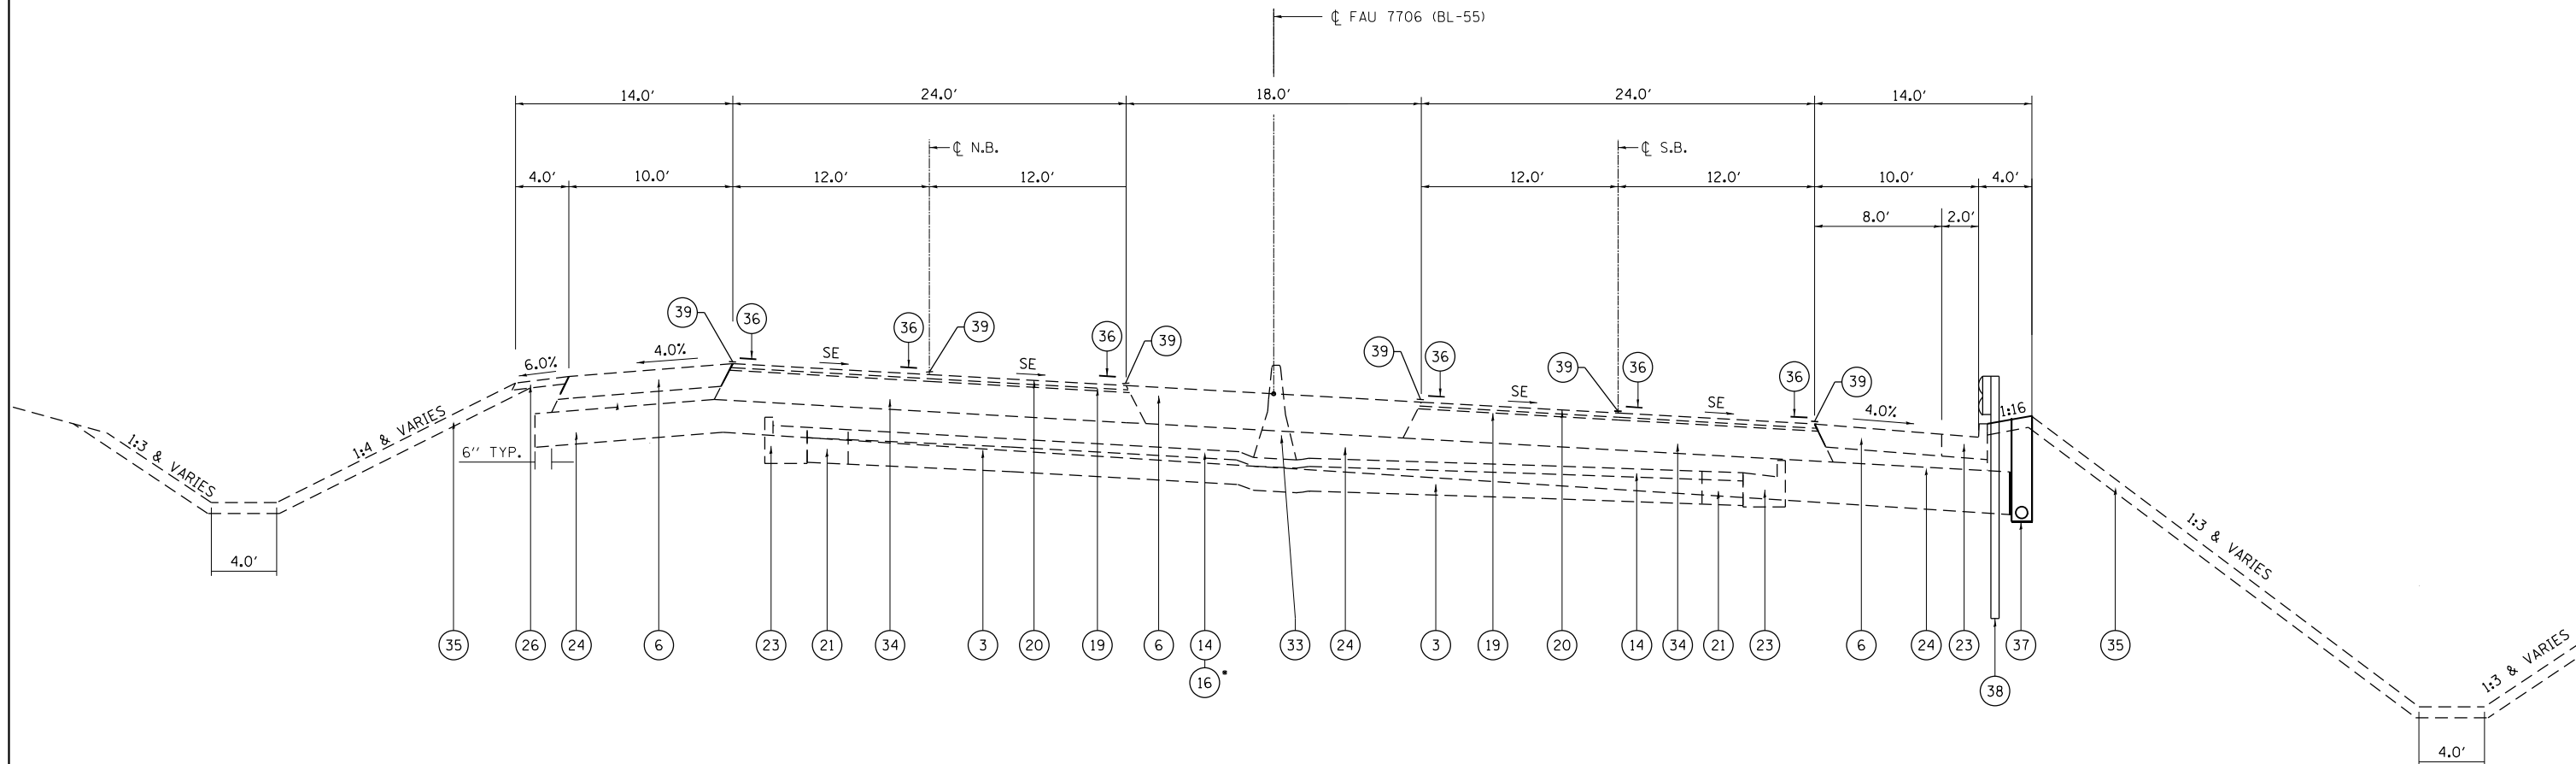 ℄ FAU 7706 (BL-55)
14.0' 24.0' 18.0' 24.0' 14.0'
℄ N.B. ℄ S.B.
4.0' 10.0' 12.0' 12.0' 12.0' 12.0' 10.0' 4.0'
8.0' 2.0'
39 36 36 39 36 39 39 36 39 36 36 39
6.0% 4.0% SE SE SE SE 4.0% 1:16
1:3 & VARIES 1:4 & VARIES
6'' TYP.
4.0'
1:3 & VARIES
35 26 24 6 23 21 34 3 20 19 6 14 33 24 3 19 20 14 34 21 23 6 24 23 37 35
16*
38
1:3 & VARIES
4.0'